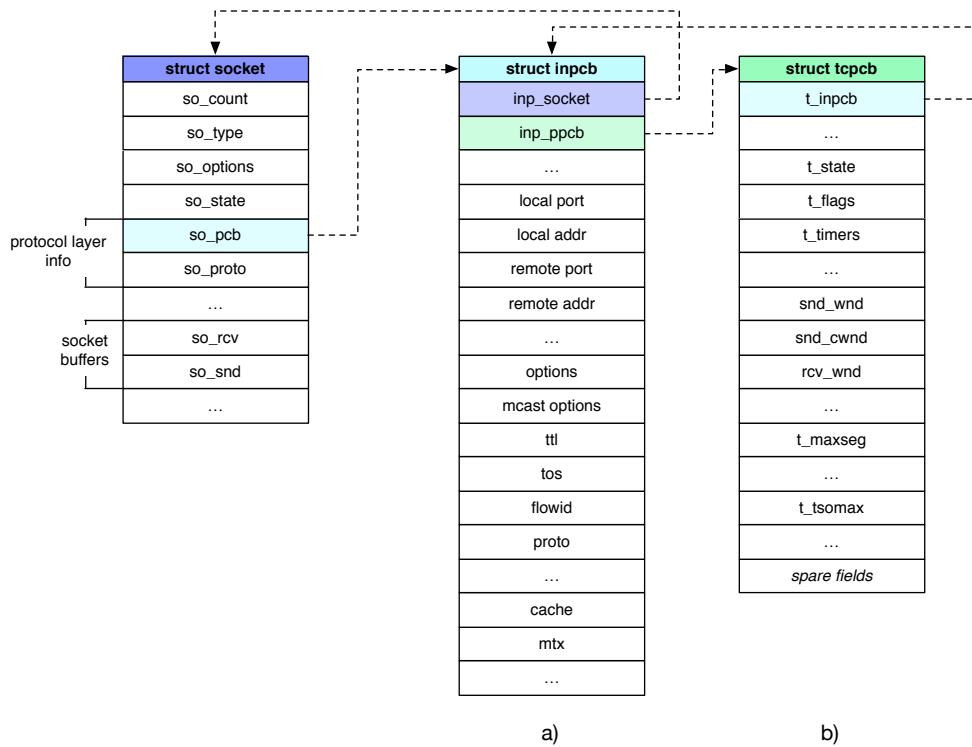 struct socket
so_count
so_type
so_options
so_state
so_pcb
so_proto
…
so_rcv
so_snd
…
protocol layer
info
socket
buffers
struct inpcb
inp_socket
inp_ppcb
…
local port
local addr
remote port
remote addr
…
options
mcast options
ttl
tos
flowid
proto
…
cache
mtx
…
a)
struct tcpcb
t_inpcb
…
t_state
t_flags
t_timers
…
snd_wnd
snd_cwnd
rcv_wnd
…
t_maxseg
…
t_tsomax
…
spare fields
b)